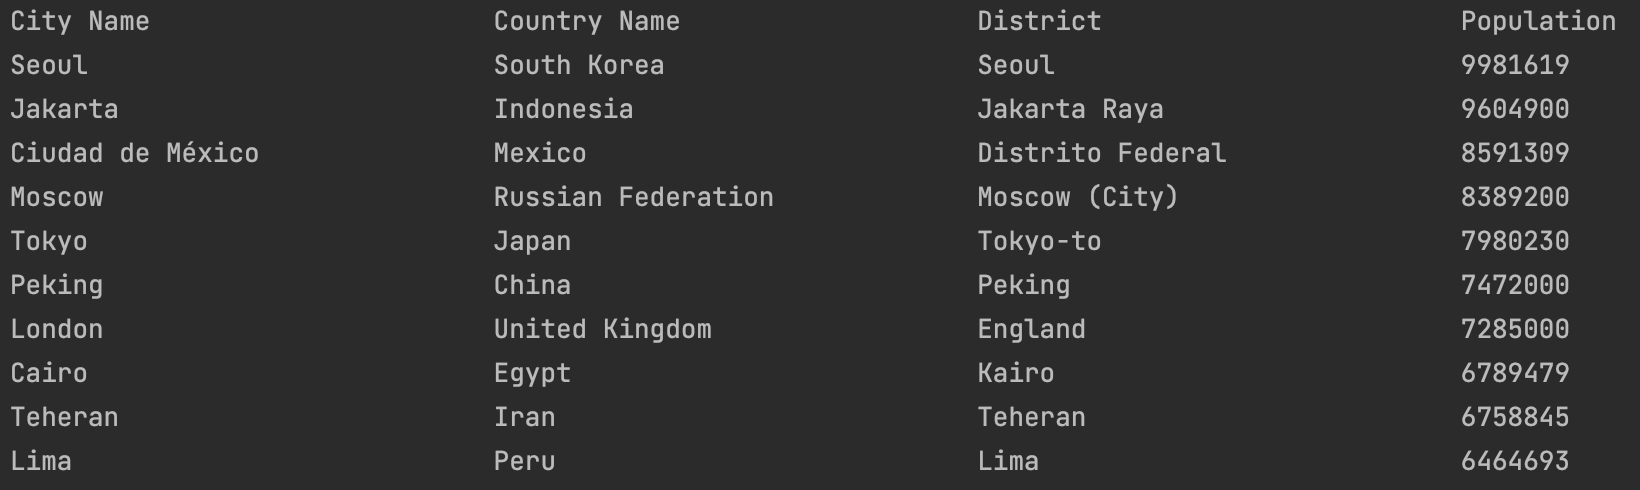 City Name Country Name District Population
Seoul South Korea Seoul 9981619
Jakarta Indonesia Jakarta Raya 9604900
Ciudad de México Mexico Distrito Federal 8591309
Moscow Russian Federation Moscow (City) 8389200
Tokyo Japan Tokyo-to 7980230
Peking China Peking 7472000
London United Kingdom England 7285000
Cairo Egypt Kairo 6789479
Teheran Iran Teheran 6758845
Lima Peru Lima 6464693